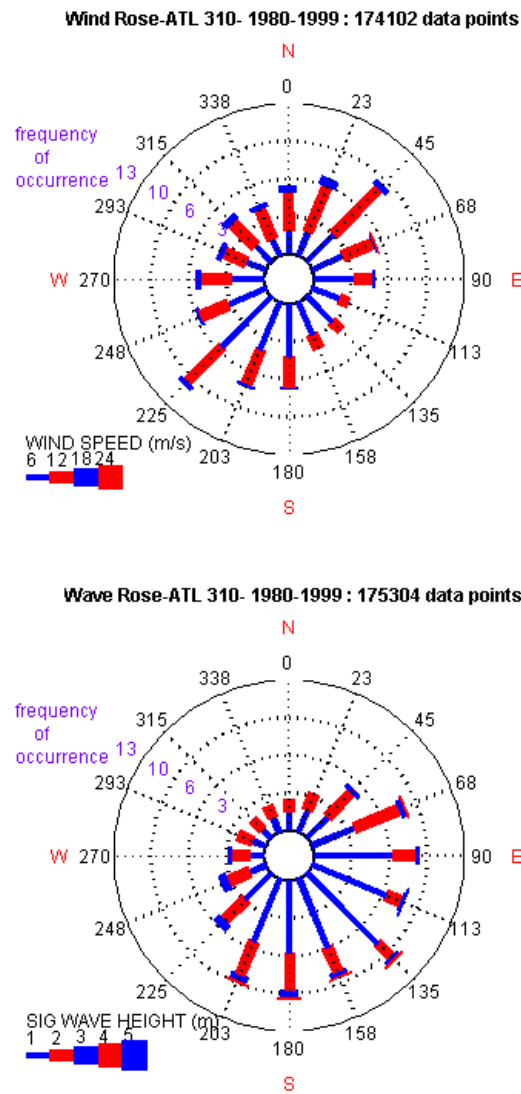 Wind Rose-ATL 310- 1980-1999 : 174102 data points
N
0
338 23
315 45
frequency
of
occurrence 13 10 6 3
293 68
W 270 90 E
248 113
225 135
203 158
180
S
WIND SPEED (m/s)
6 12 18 24
Wave Rose-ATL 310- 1980-1999 : 175304 data points
N
0
338 23
315 45
frequency
of
occurrence 13 10 6 3
293 68
W 270 90 E
248 113
225 135
203 158
180
S
SIG WAVE HEIGHT (m)
1 2 3 4 5